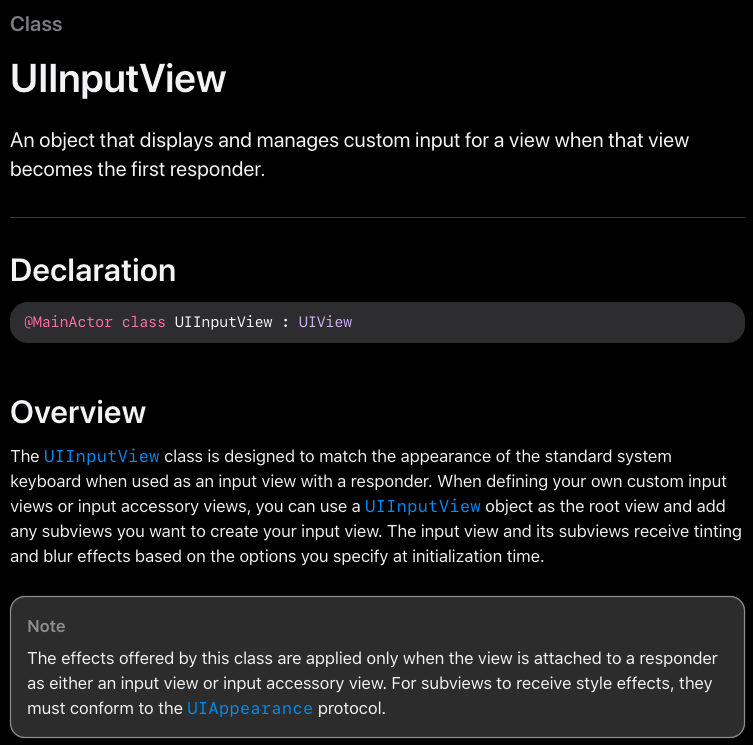 Class
UIInputView
An object that displays and manages custom input for a view when that view
becomes the first responder.
Declaration
@MainActor class UIInputView : UIView
Overview
The UIInputView class is designed to match the appearance of the standard system
keyboard when used as an input view with a responder. When defining your own custom input
views or input accessory views, you can use a UIInputView object as the root view and add
any subviews you want to create your input view. The input view and its subviews receive tinting
and blur effects based on the options you specify at initialization time.
Note
The effects offered by this class are applied only when the view is attached to a responder
as either an input view or input accessory view. For subviews to receive style effects, they
must conform to the UIAppearance protocol.